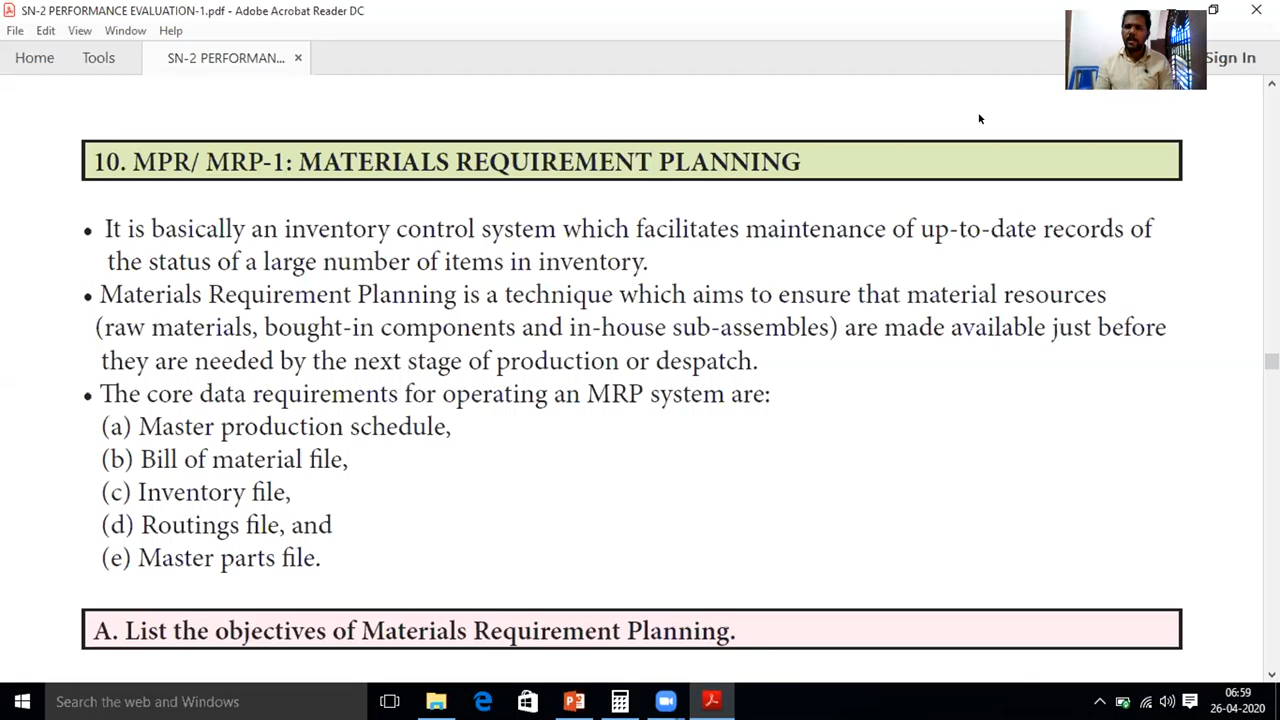 SN-2 PERFORMANCE EVALUATION-1.pdf - Adobe Acrobat Reader DC
File Edit View Window Help
Home Tools SN-2 PERFORMAN... × Sign In
10. MPR/ MRP-1: MATERIALS REQUIREMENT PLANNING
• It is basically an inventory control system which facilitates maintenance of up-to-date records of
the status of a large number of items in inventory.
• Materials Requirement Planning is a technique which aims to ensure that material resources
(raw materials, bought-in components and in-house sub-assembles) are made available just before
they are needed by the next stage of production or despatch.
• The core data requirements for operating an MRP system are:
(a) Master production schedule,
(b) Bill of material file,
(c) Inventory file,
(d) Routings file, and
(e) Master parts file.
A. List the objectives of Materials Requirement Planning.
Search the web and Windows
06:59
26-04-2020